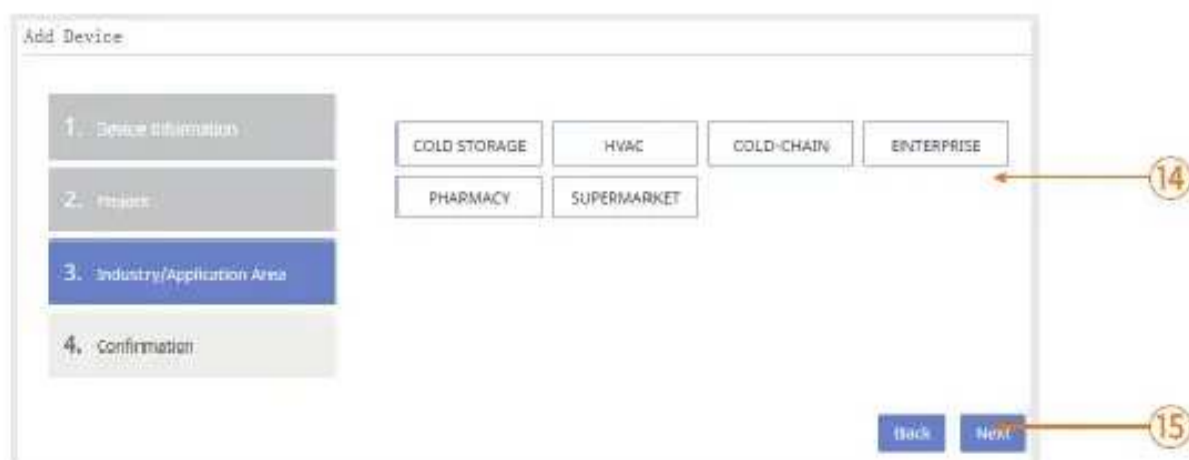 Add Device
1. Device Information
2. Project
3. Industry/Application Area
4. Confirmation
COLD STORAGE HVAC COLD-CHAIN ENTERPRISE
PHARMACY SUPERMARKET
14
Back Next
15